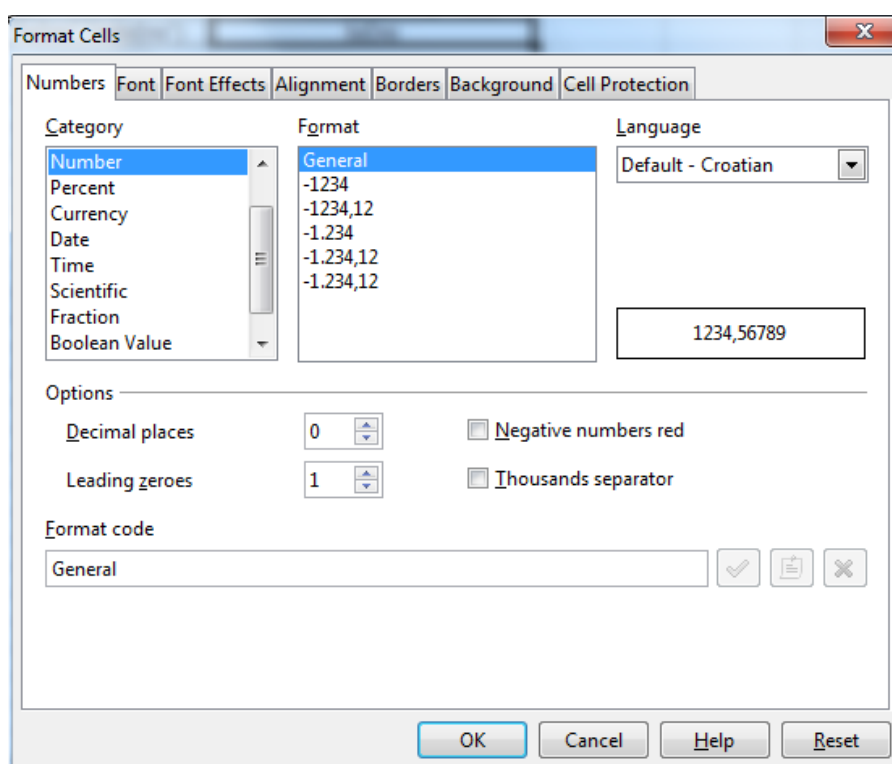 Format Cells
Numbers Font Font Effects Alignment Borders Background Cell Protection
Category
Number
Percent
Currency
Date
Time
Scientific
Fraction
Boolean Value
Format
General
-1234
-1234,12
-1.234
-1.234,12
-1.234,12
Language
Default - Croatian
1234,56789
Options
Decimal places 0
Negative numbers red
Leading zeroes 1
Thousands separator
Format code
General
OK Cancel Help Reset